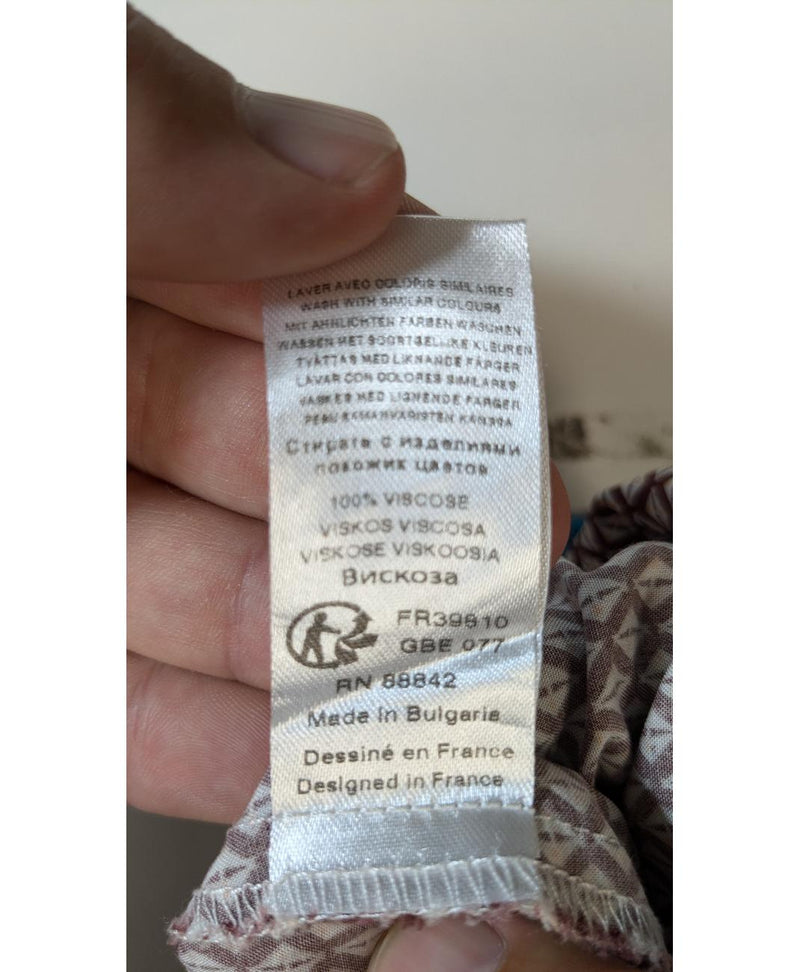 LAVER AVEC COLORIS SIMILAIRES
WASH WITH SIMILAR COLOURS
MIT AHNLICHTEN FARBEN WASCHEN
WASSEN MET SOORTGELIJKE KLEUREN
TVÄTTAS MED LIKNANDE FÄRGER
LAVAR CON COLORES SIMILARES
VASKES MED LIGNENDE FARGER
PESU SAMANVÄRISTEN KANSSA
Стирать с изделиями
похожих цветов
100% VISCOSE
VISKOS VISCOSA
VISKOSE VISKOOSIA
Вискоза
FR39810
GBE 077
RN 88842
Made in Bulgaria
Dessiné en France
Designed in France